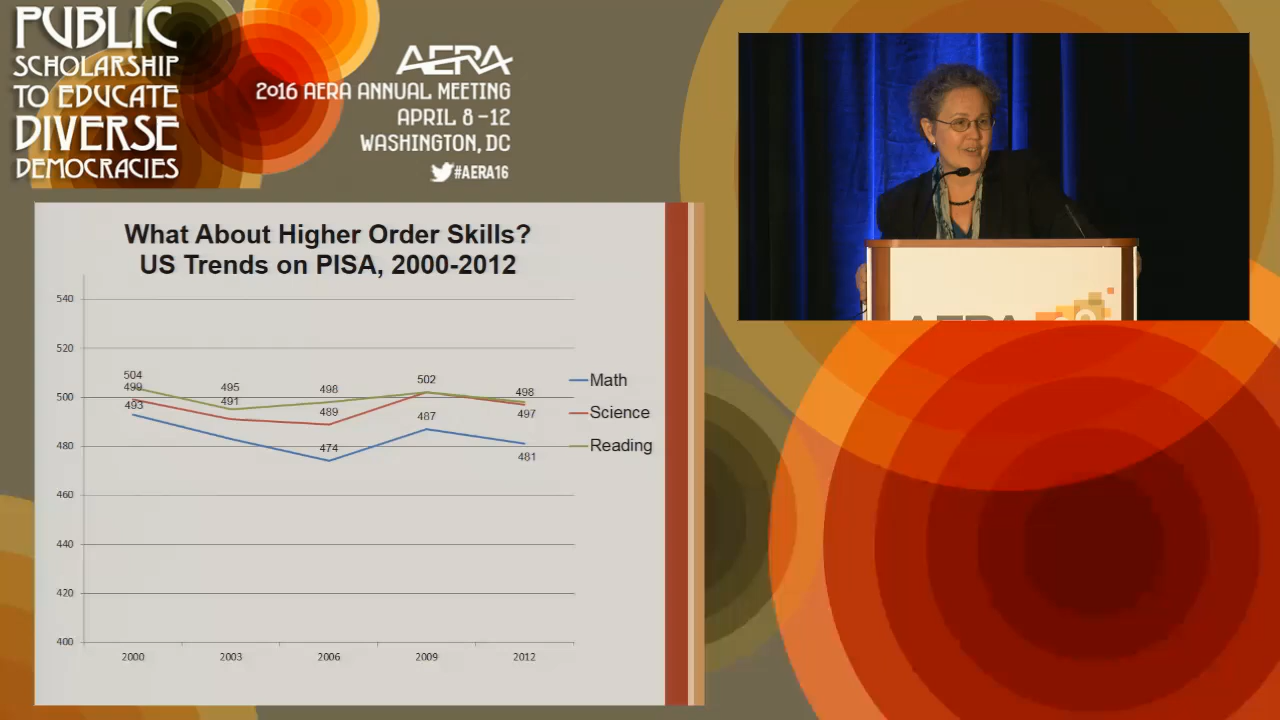 PUBLIC
SCHOLARSHIP
TO EDUCATE
DIVERSE
DEMOCRACIES
AERA
2016 AERA ANNUAL MEETING
APRIL 8-12
WASHINGTON, DC
#AERA16
What About Higher Order Skills?
US Trends on PISA, 2000-2012
540
520
500
480
460
440
420
400
504
499
493
495
491
498
489
474
502
487
498
497
481
Math
Science
Reading
2000
2003
2006
2009
2012